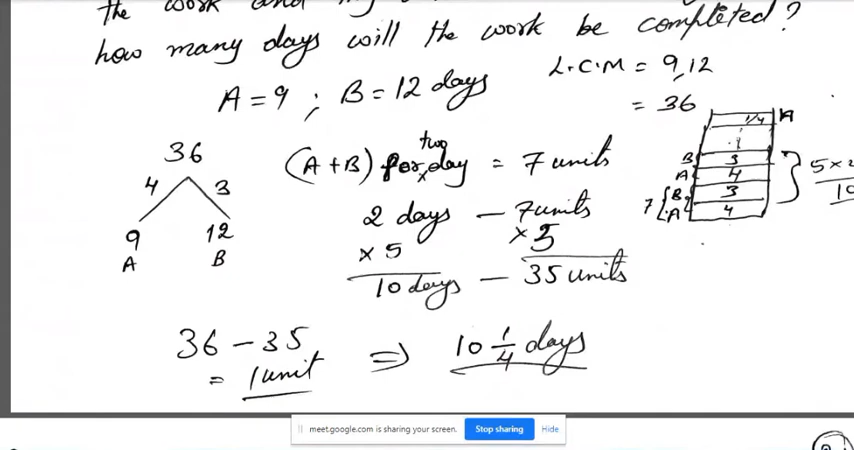 the work and
how many days will the work be completed?
A = 9 ; B = 12 days
L.C.M = 9,12
= 36
36
4 3
9 12
A B
two
(A + B) per day = 7 units
2 days — 7 units
× 5 × 5
10 days — 35 units
1/4 A
B 3
A 4
7 { B 3
A 4
5 ×
36 – 35
= 1 unit ⇒ 10 1/4 days
meet.google.com is sharing your screen. Stop sharing Hide